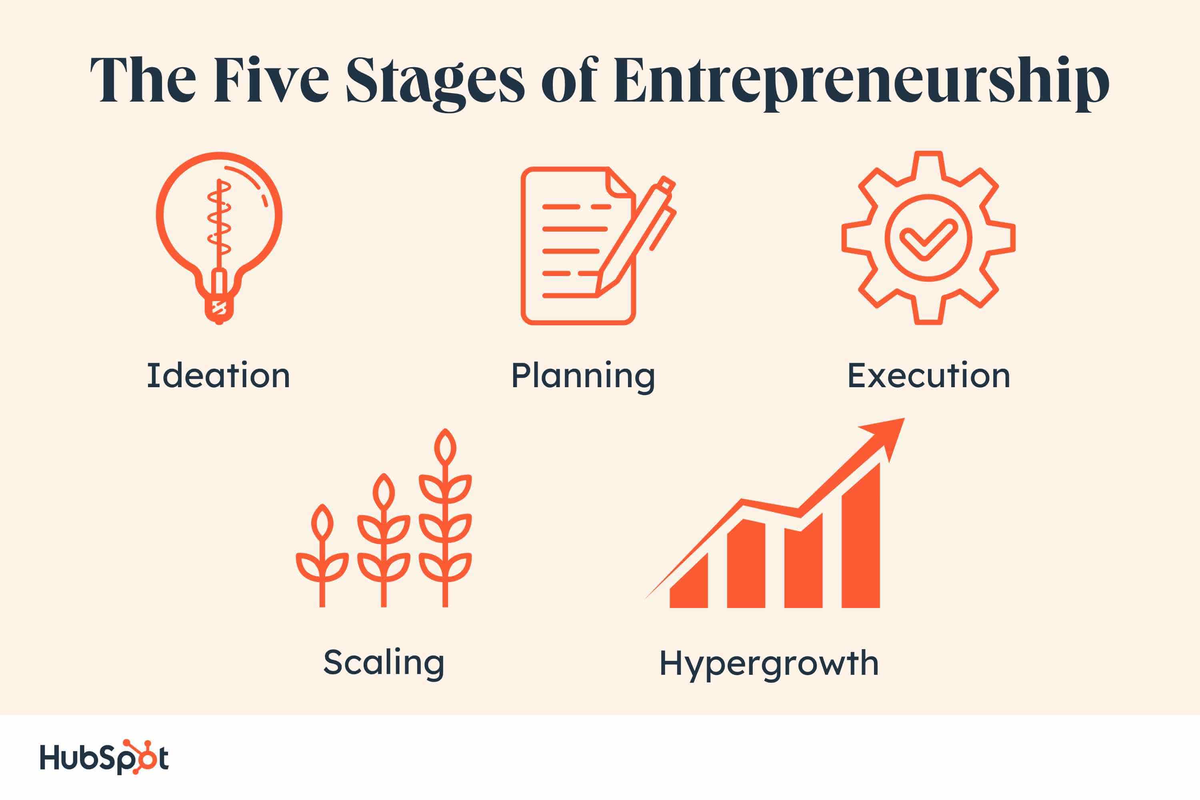 The Five Stages of Entrepreneurship
Ideation
Planning
Execution
Scaling
Hypergrowth
HubSpot